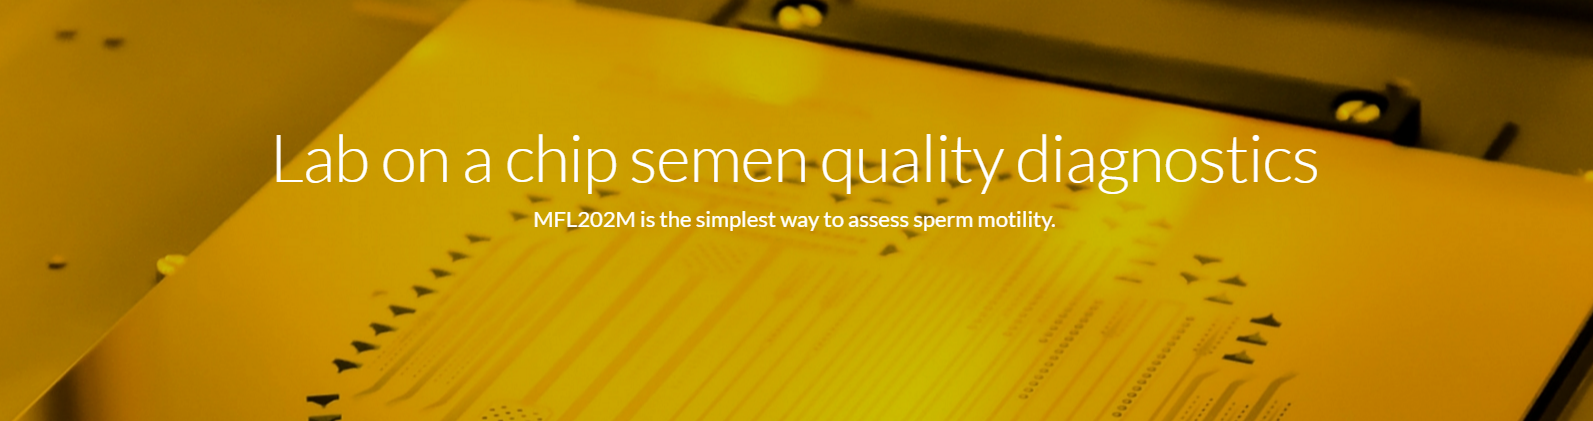 Lab on a chip semen quality diagnostics
MFL202M is the simplest way to assess sperm motility.